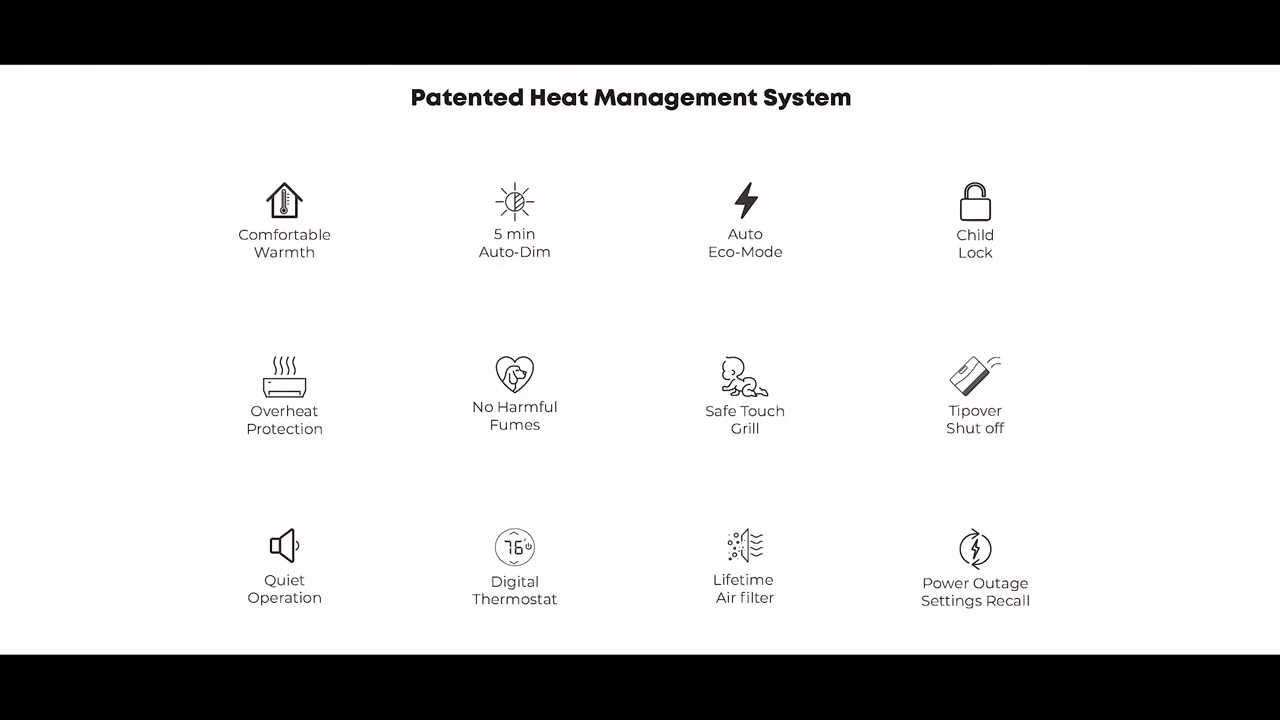 Patented Heat Management System
Comfortable
Warmth
5 min
Auto-Dim
Auto
Eco-Mode
Child
Lock
Overheat
Protection
No Harmful
Fumes
Safe Touch
Grill
Tipover
Shut off
Quiet
Operation
76°
Digital
Thermostat
Lifetime
Air filter
Power Outage
Settings Recall